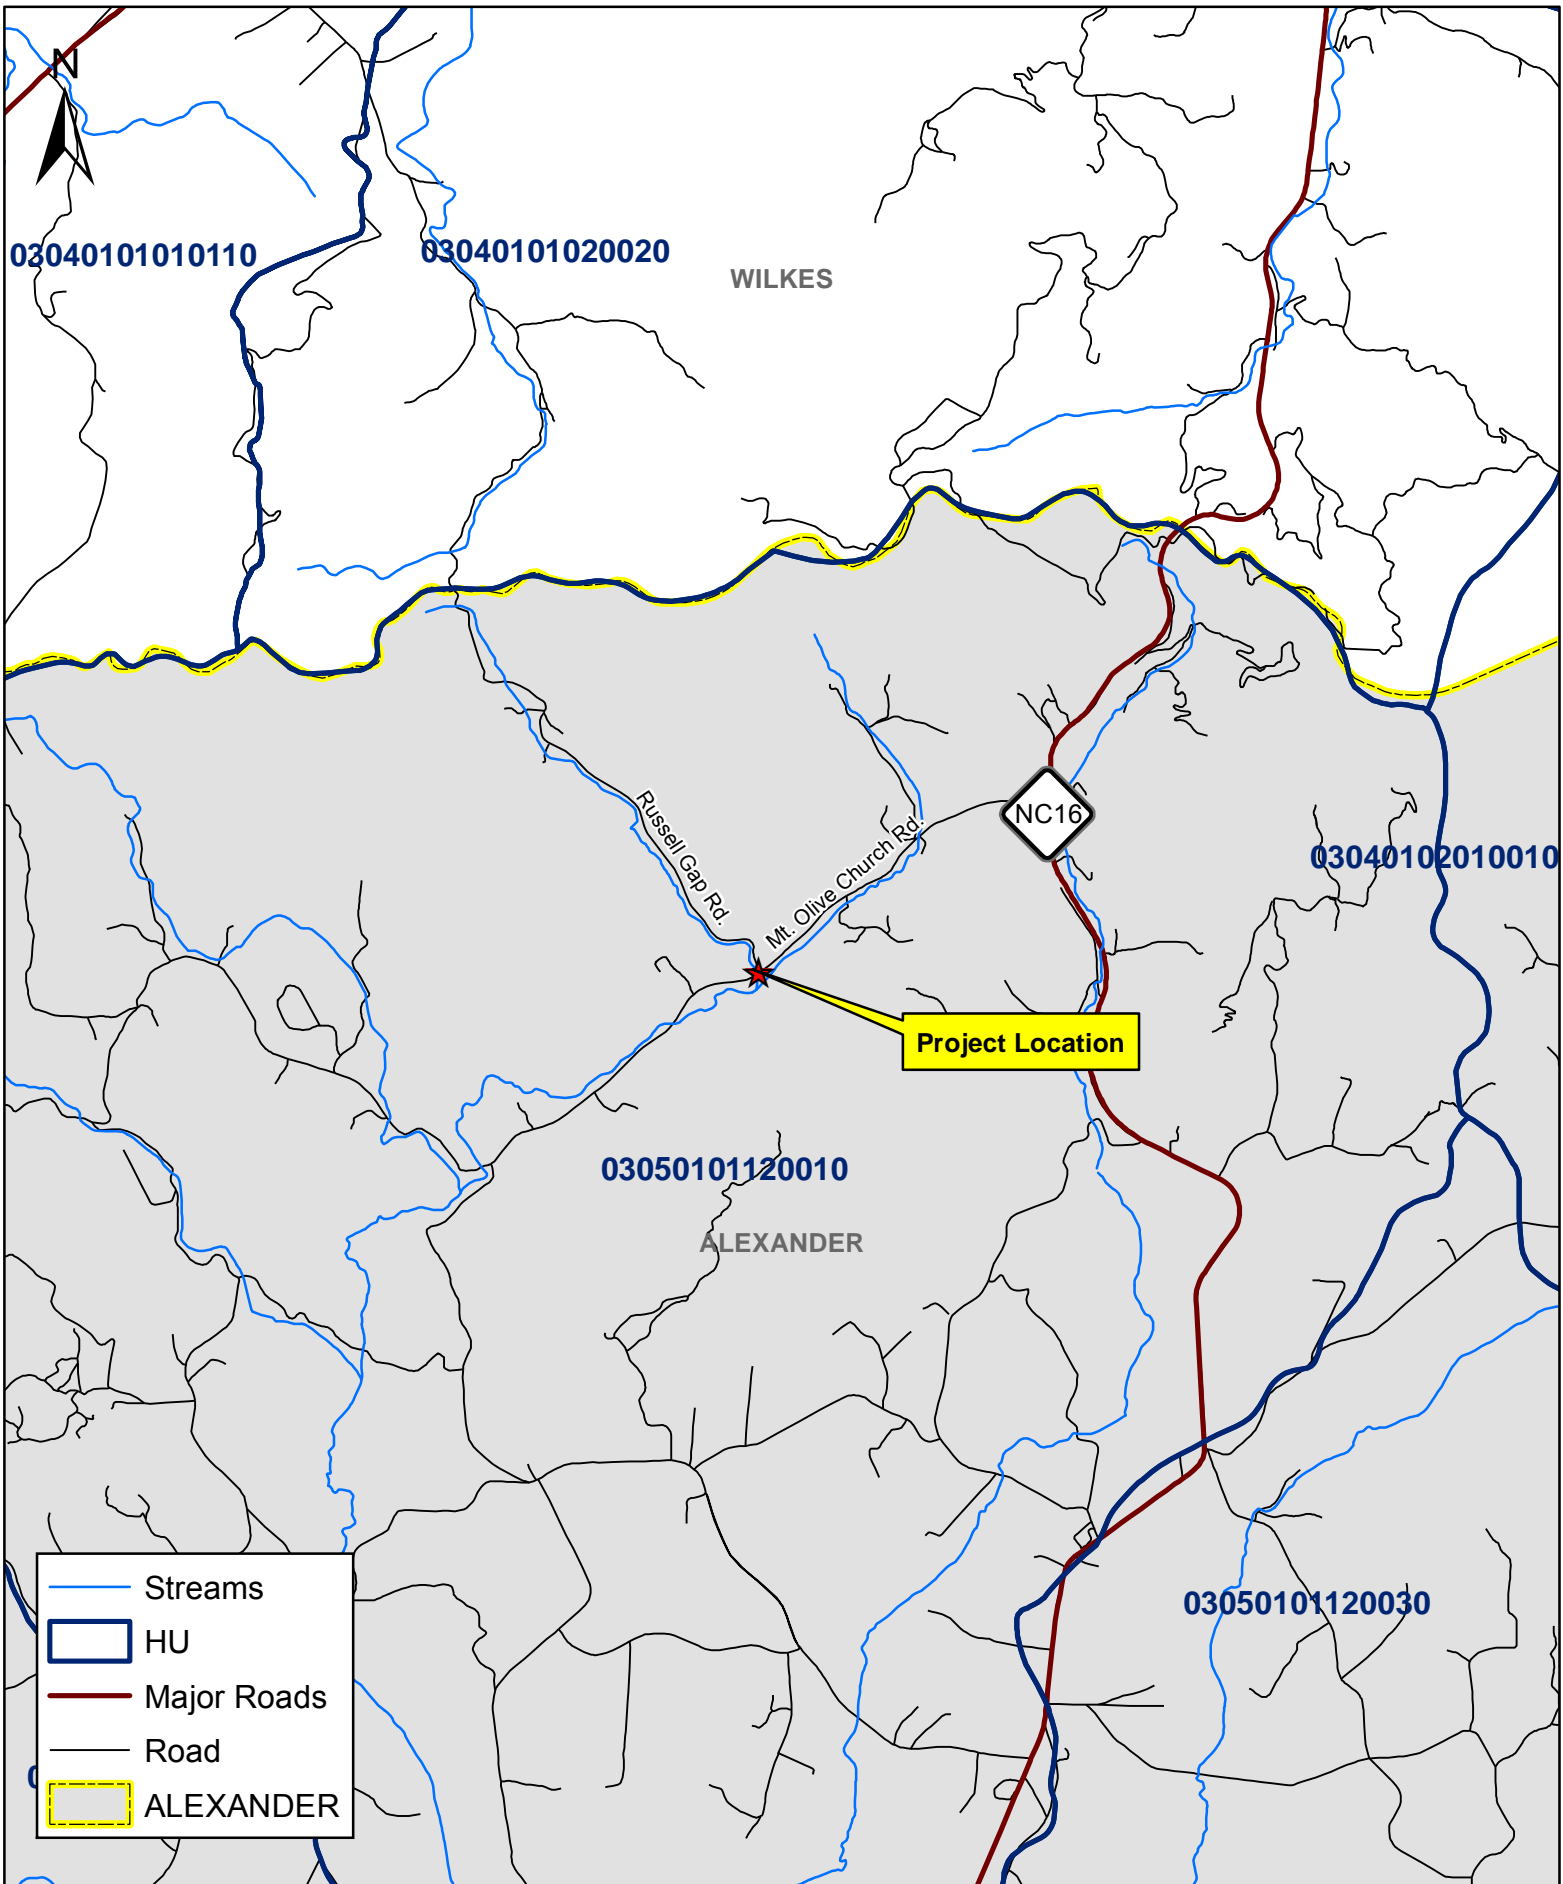 N
03040101010110
03040101020020
WILKES
Russell Gap Rd.
Mt. Olive Church Rd.
NC16
03040102010010
Project Location
03050101120010
ALEXANDER
03050101120030
Streams
HU
Major Roads
Road
ALEXANDER